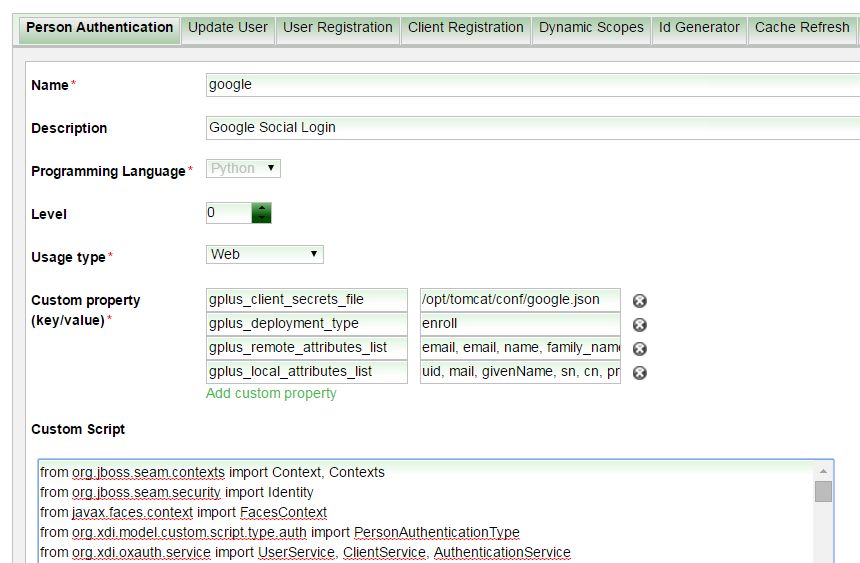 Person Authentication Update User User Registration Client Registration Dynamic Scopes Id Generator Cache Refresh
Name* google
Description Google Social Login
Programming Language* Python
Level 0
Usage type* Web
Custom property gplus_client_secrets_file /opt/tomcat/conf/google.json
(key/value)* gplus_deployment_type enroll
gplus_remote_attributes_list email, email, name, family_name
gplus_local_attributes_list uid, mail, givenName, sn, cn, pr
Add custom property
Custom Script
from org.jboss.seam.contexts import Context, Contexts
from org.jboss.seam.security import Identity
from javax.faces.context import FacesContext
from org.xdi.model.custom.script.type.auth import PersonAuthenticationType
from org.xdi.oxauth.service import UserService, ClientService, AuthenticationService